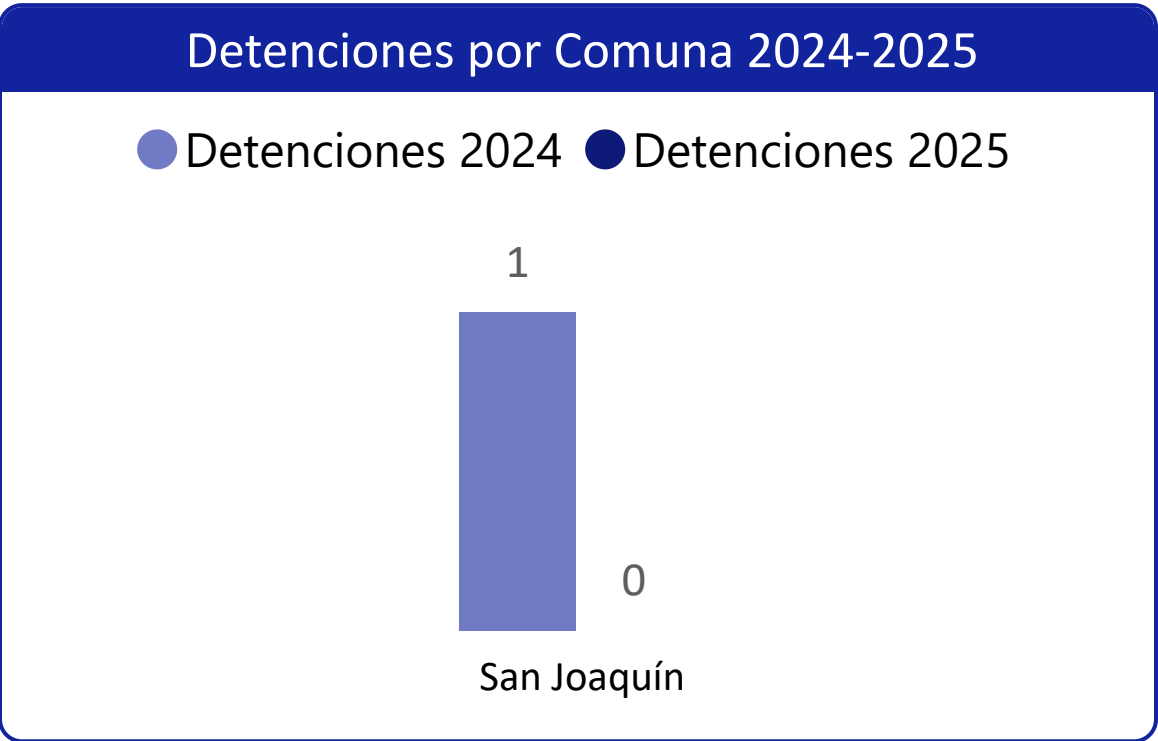 Detenciones por Comuna 2024-2025
Detenciones 2024 Detenciones 2025
1
0
San Joaquín